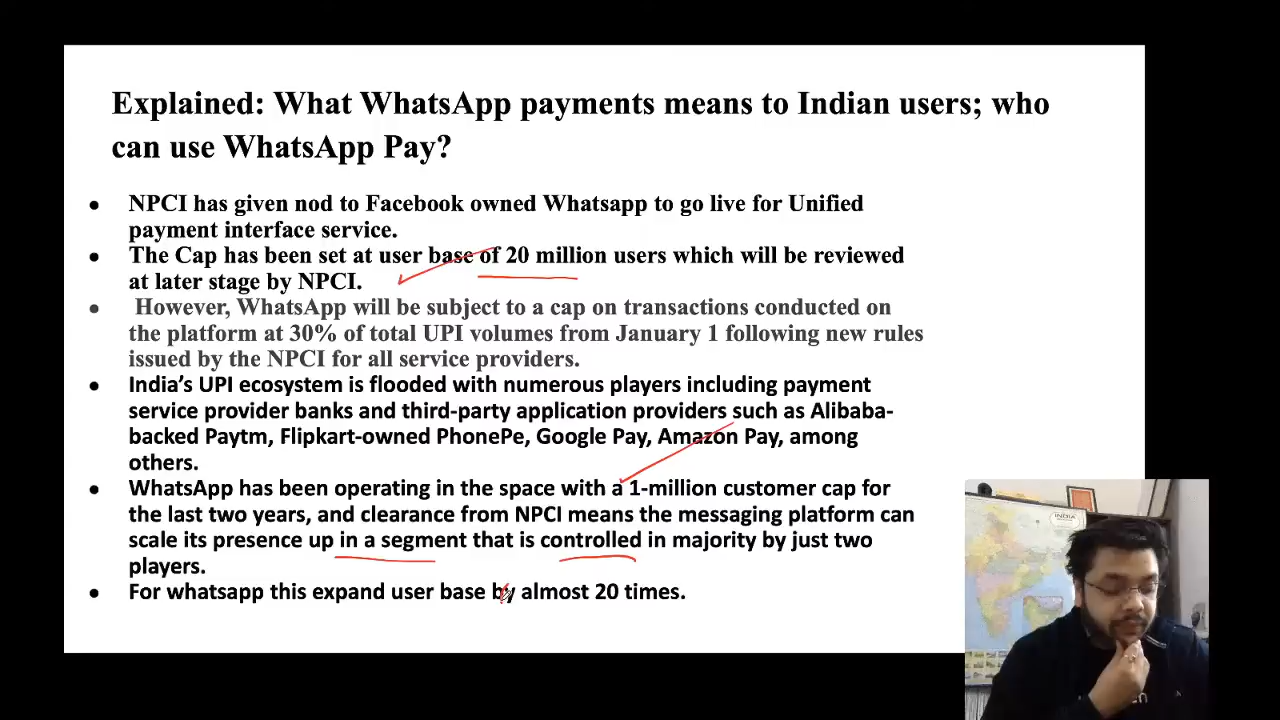 Explained: What WhatsApp payments means to Indian users; who
can use WhatsApp Pay?
● NPCI has given nod to Facebook owned Whatsapp to go live for Unified
payment interface service.
● The Cap has been set at user base of 20 million users which will be reviewed
at later stage by NPCI.
● However, WhatsApp will be subject to a cap on transactions conducted on
the platform at 30% of total UPI volumes from January 1 following new rules
issued by the NPCI for all service providers.
● India’s UPI ecosystem is flooded with numerous players including payment
service provider banks and third-party application providers such as Alibaba-
backed Paytm, Flipkart-owned PhonePe, Google Pay, Amazon Pay, among
others.
● WhatsApp has been operating in the space with a 1-million customer cap for
the last two years, and clearance from NPCI means the messaging platform can
scale its presence up in a segment that is controlled in majority by just two
players.
● For whatsapp this expand user base by almost 20 times.
INDIA